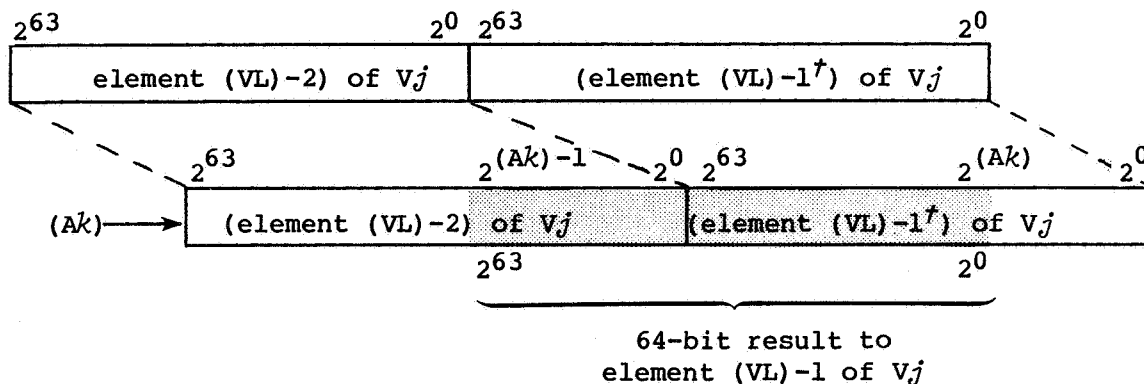 2^63 2^0 2^63 2^0
element (VL)-2) of Vj (element (VL)-1†) of Vj
2^63 2^(Ak)-1 2^0 2^63 2^(Ak) 2^0
(Ak) (element (VL)-2) of Vj (element (VL)-1†) of Vj
2^63 2^0
64-bit result to
element (VL)-1 of Vj